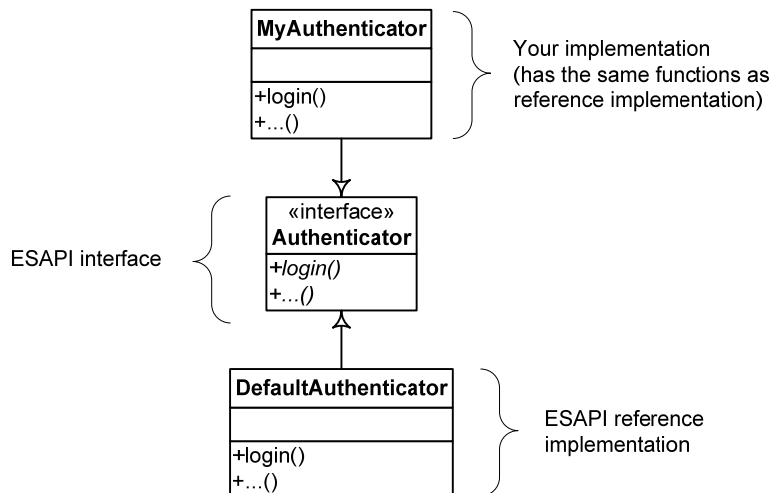 MyAuthenticator
+login()
+...()
Your implementation
(has the same functions as
reference implementation)
ESAPI interface
«interface»
Authenticator
+login()
+...()
DefaultAuthenticator
+login()
+...()
ESAPI reference
implementation